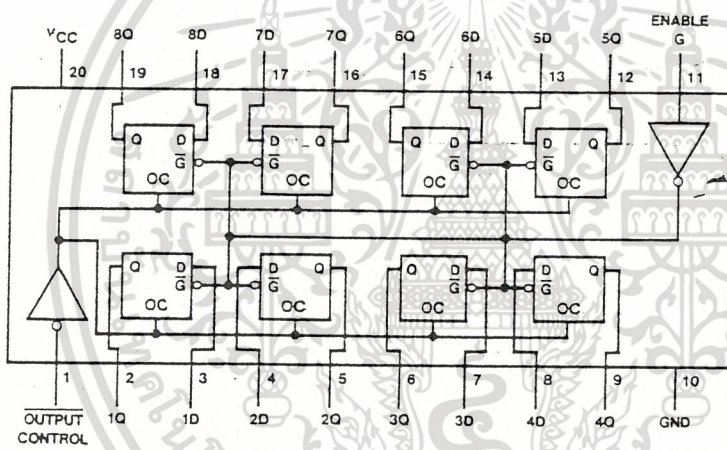 ENABLE
VCC 8Q 8D 7D 7Q 6Q 6D 5D 5Q G
20 19 18 17 16 15 14 13 12 11
Q D D Q Q D D Q
G̅ G̅ G̅ G̅
OC OC OC OC
Q D D Q Q D D Q
G̅ G̅ G̅ G̅
OC OC OC OC
1 2 3 4 5 6 7 8 9 10
O̅U̅T̅P̅U̅T̅ 1Q 1D 2D 2Q 3Q 3D 4D 4Q GND
CONTROL